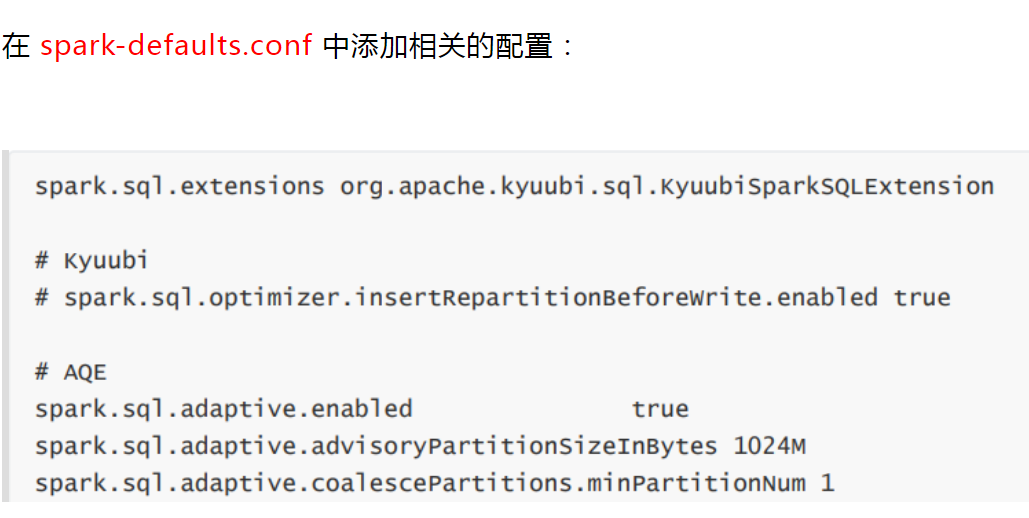 在 spark-defaults.conf 中添加相关的配置：
spark.sql.extensions org.apache.kyuubi.sql.KyuubiSparkSQLExtension
# Kyuubi
# spark.sql.optimizer.insertRepartitionBeforeWrite.enabled true
# AQE
spark.sql.adaptive.enabled true
spark.sql.adaptive.advisoryPartitionSizeInBytes 1024M
spark.sql.adaptive.coalescePartitions.minPartitionNum 1